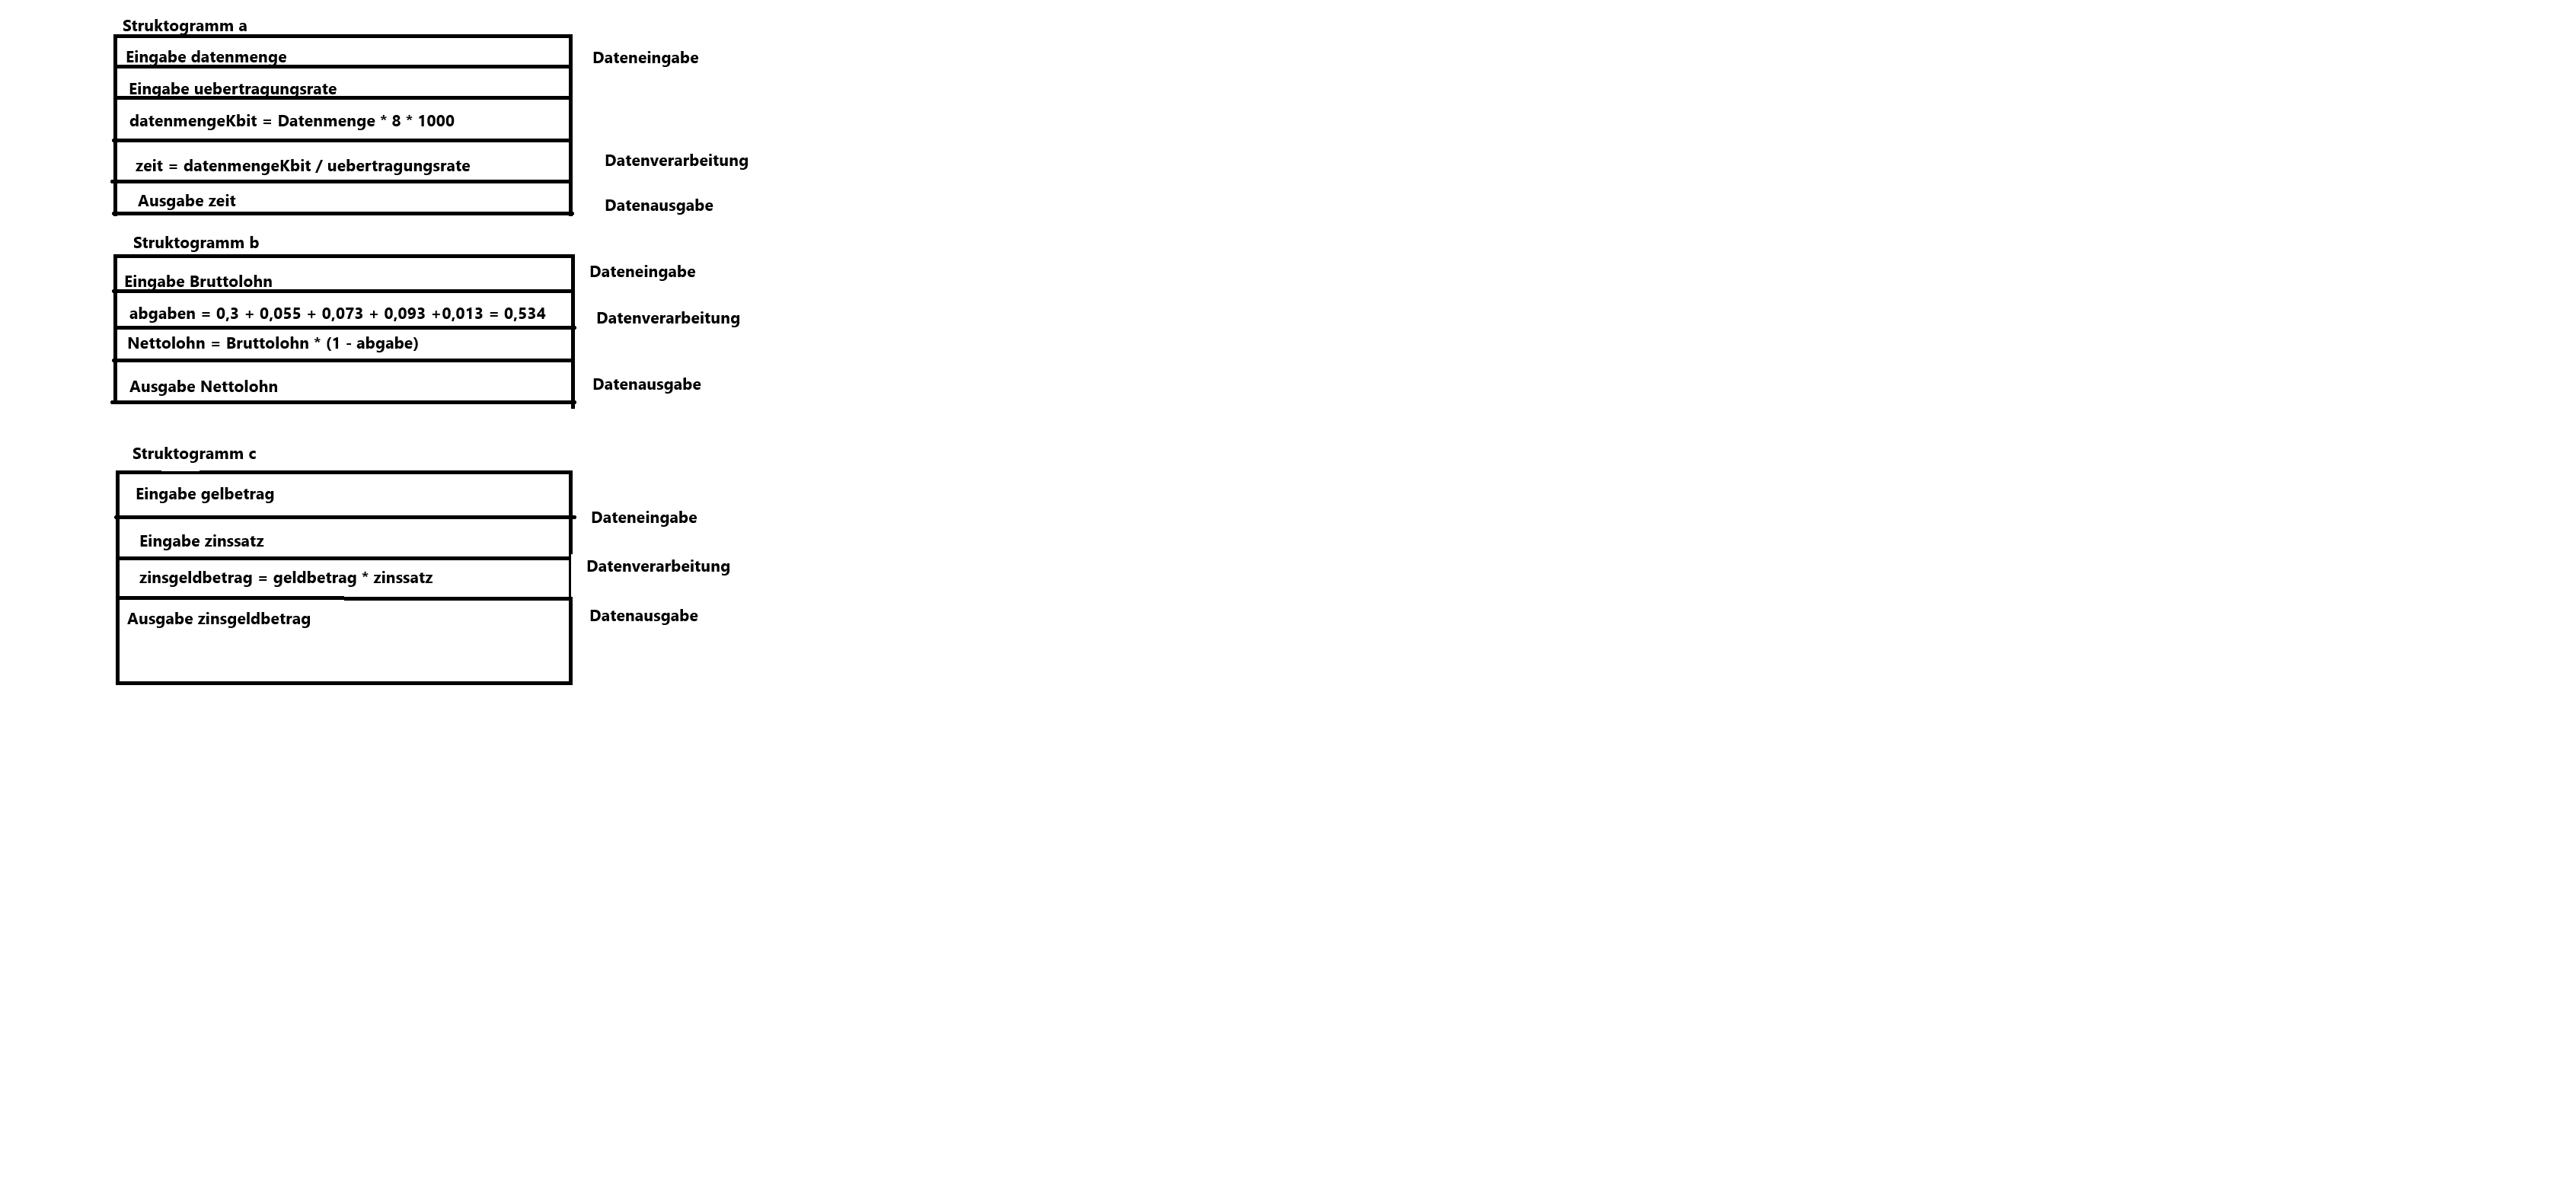 Struktogramm a
Eingabe datenmenge
Dateneingabe
Eingabe uebertragungsrate
datenmengeKbit = Datenmenge * 8 * 1000
zeit = datenmengeKbit / uebertragungsrate
Datenverarbeitung
Ausgabe zeit
Datenausgabe
Struktogramm b
Eingabe Bruttolohn
Dateneingabe
abgaben = 0,3 + 0,055 + 0,073 + 0,093 +0,013 = 0,534
Datenverarbeitung
Nettolohn = Bruttolohn * (1 - abgabe)
Ausgabe Nettolohn
Datenausgabe
Struktogramm c
Eingabe gelbetrag
Dateneingabe
Eingabe zinssatz
Datenverarbeitung
zinsgeldbetrag = geldbetrag * zinssatz
Ausgabe zinsgeldbetrag
Datenausgabe